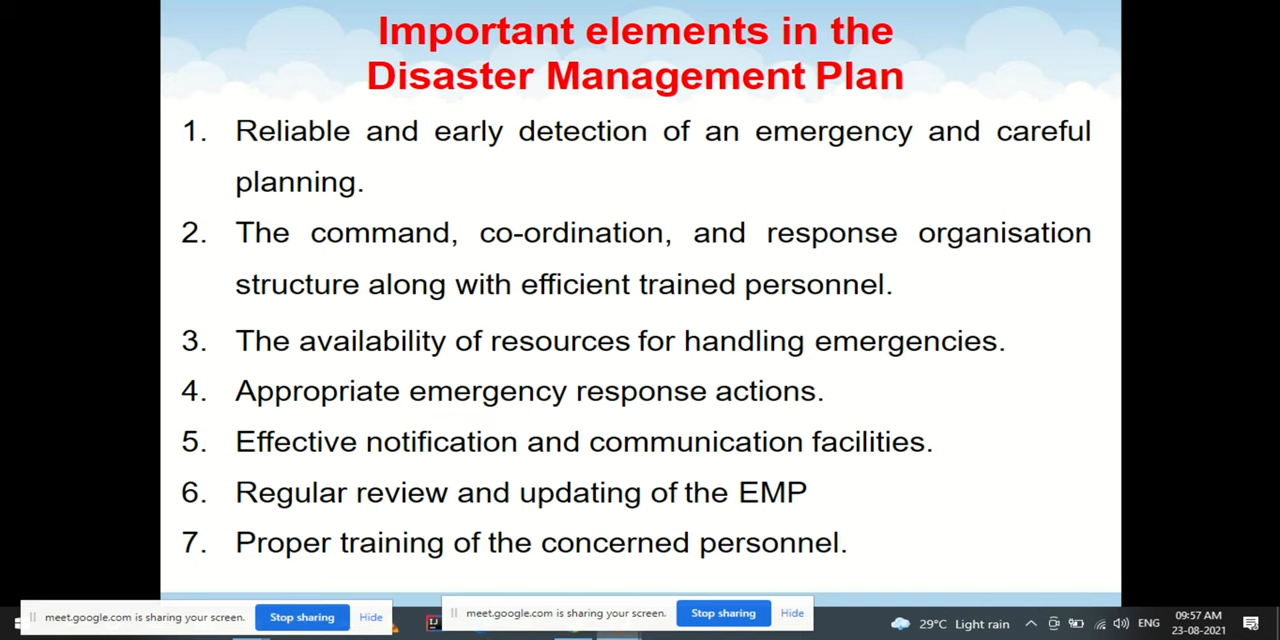 Important elements in the
Disaster Management Plan
1. Reliable and early detection of an emergency and careful
planning.
2. The command, co-ordination, and response organisation
structure along with efficient trained personnel.
3. The availability of resources for handling emergencies.
4. Appropriate emergency response actions.
5. Effective notification and communication facilities.
6. Regular review and updating of the EMP
7. Proper training of the concerned personnel.
meet.google.com is sharing your screen. Stop sharing Hide
meet.google.com is sharing your screen. Stop sharing Hide
29°C Light rain ENG 09:57 AM
23-08-2021